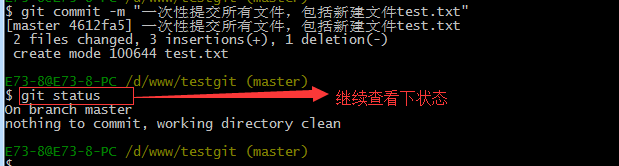 $ git commit -m "一次性提交所有文件，包括新建文件test.txt"
[master 4612fa5] 一次性提交所有文件，包括新建文件test.txt
 2 files changed, 3 insertions(+), 1 deletion(-)
 create mode 100644 test.txt
E73-8@E73-8-PC /d/www/testgit (master)
$ git status 继续查看下状态
On branch master
nothing to commit, working directory clean
E73-8@E73-8-PC /d/www/testgit (master)
$